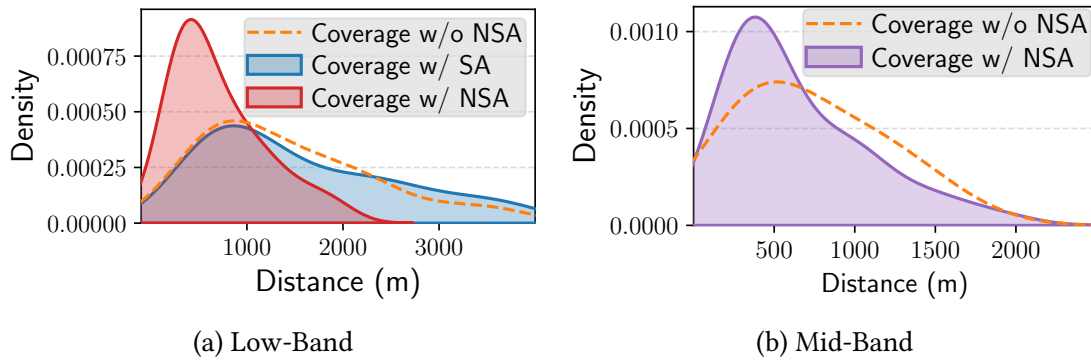 Density
0.00075
0.00050
0.00025
0.00000
Coverage w/o NSA
Coverage w/ SA
Coverage w/ NSA
1000
2000
3000
Distance (m)
(a) Low-Band
Density
0.0010
0.0005
0.0000
Coverage w/o NSA
Coverage w/ NSA
500
1000
1500
2000
Distance (m)
(b) Mid-Band